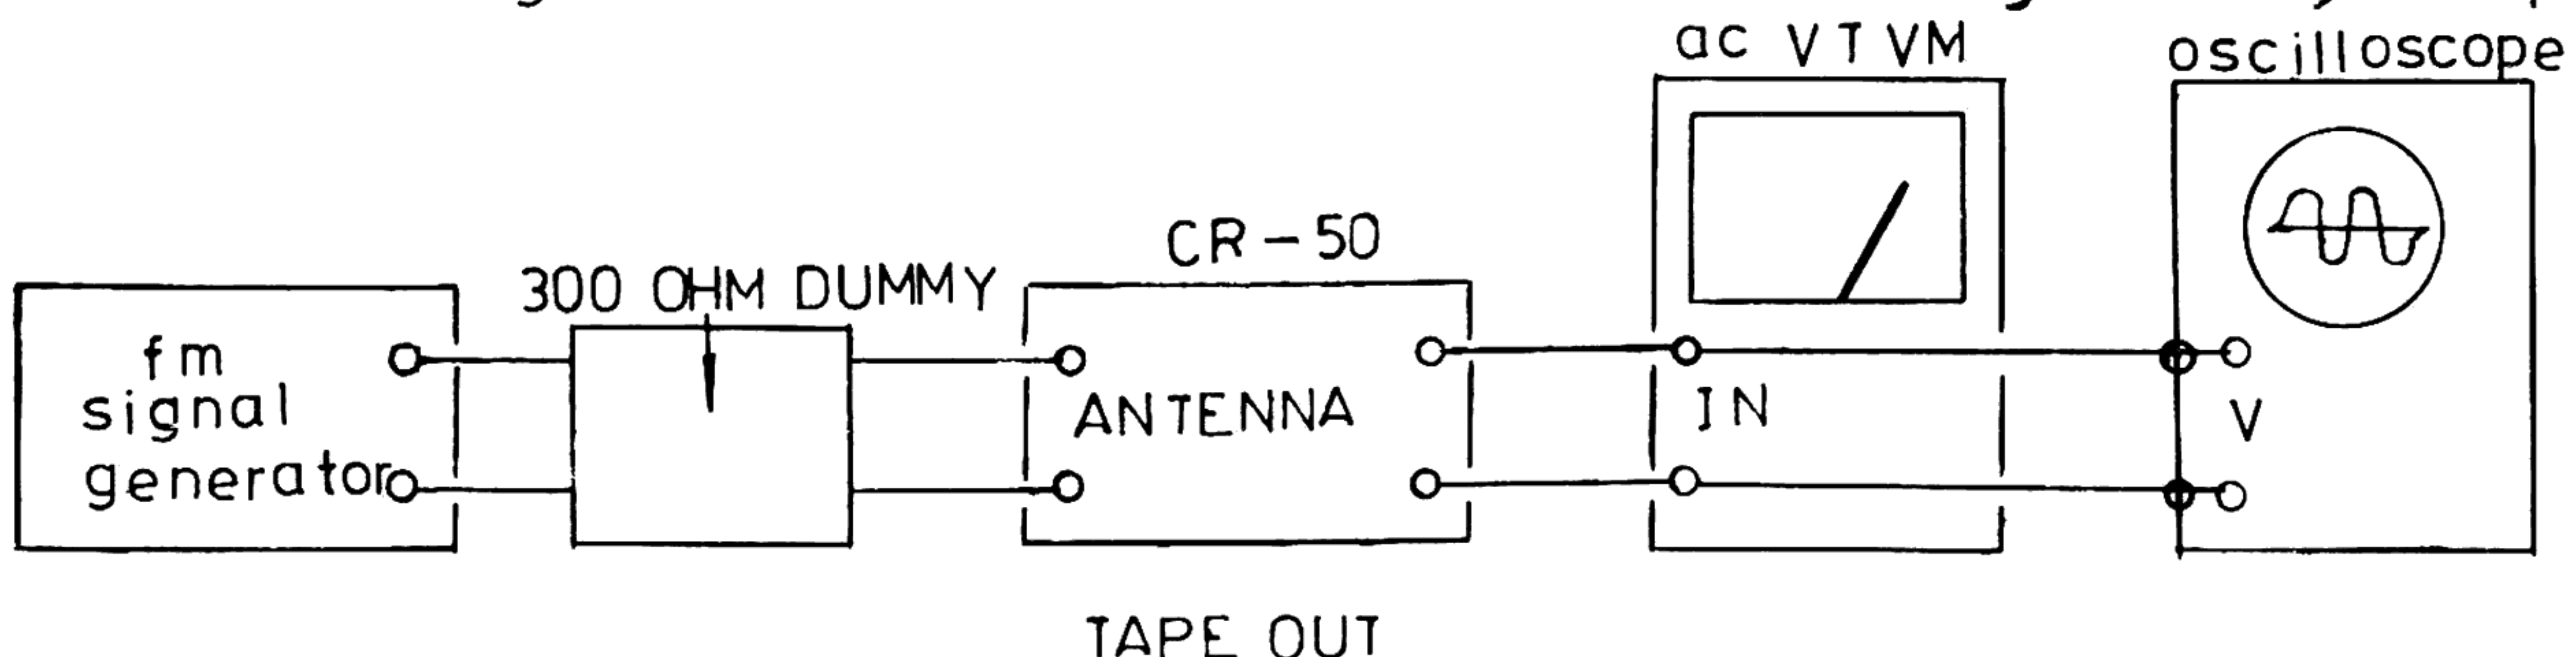 ac VTVM
oscilloscope
CR-50
300 OHM DUMMY
fm
signal
generator
ANTENNA
IN
V
TAPE OUT